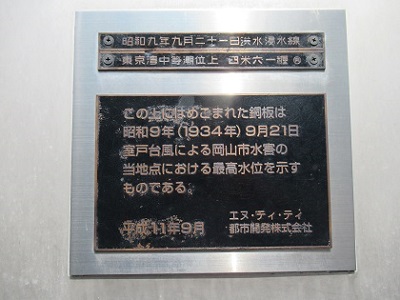 昭和九年九月二十一日洪水浸水線
東京湾中等潮位上 四米六一糎
この上にはめこまれた銅板は
昭和9年(1934年)9月21日
室戸台風による岡山市水害の
当地点における最高水位を示す
ものである。
平成11年9月
エヌ・ティ・ティ
都市開発株式会社